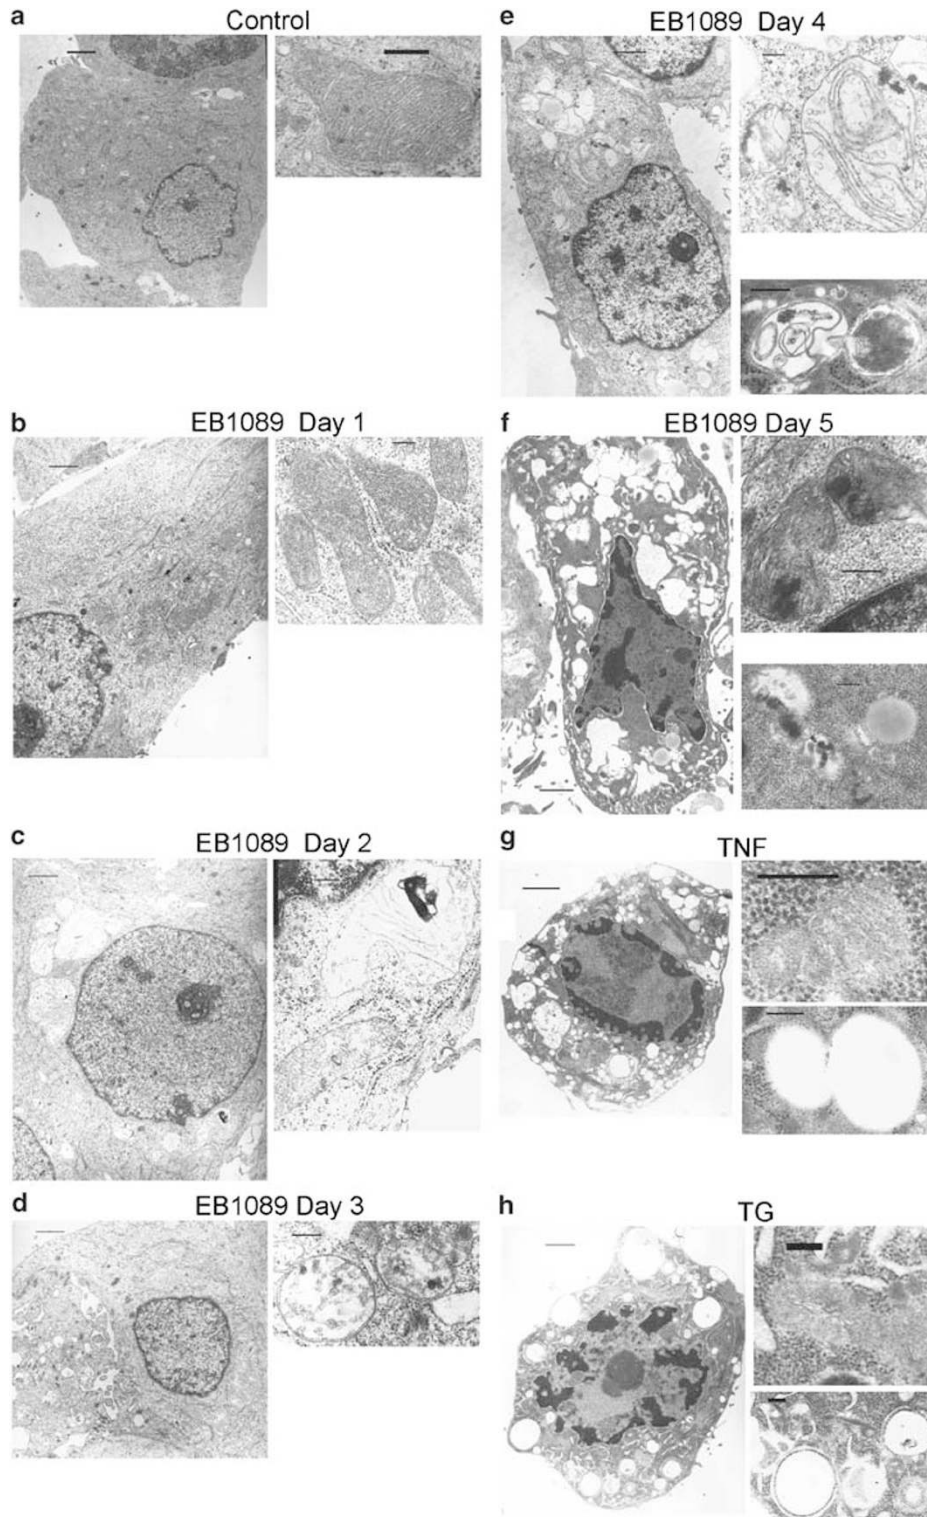 a Control
b EB1089 Day 1
c EB1089 Day 2
d EB1089 Day 3
e EB1089 Day 4
f EB1089 Day 5
g TNF
h TG